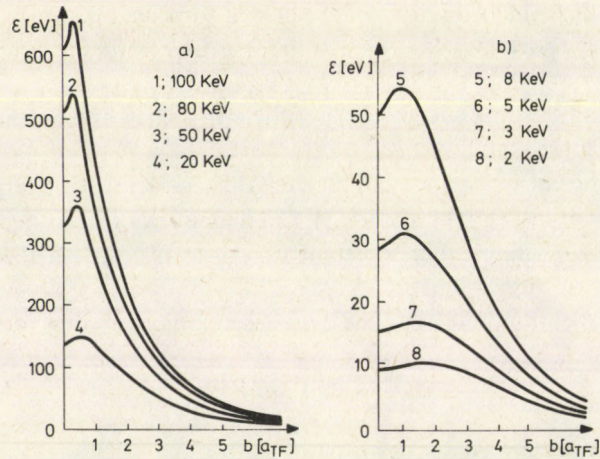 ε [eV]
600
500
400
300
200
100
0
1
2
3
4
a)
1; 100 KeV
2; 80 KeV
3; 50 KeV
4; 20 KeV
1 2 3 4 5 b [aTF]
ε [eV]
50
40
30
20
10
0
5
6
7
8
b)
5; 8 KeV
6; 5 KeV
7; 3 KeV
8; 2 KeV
1 2 3 4 5 b [aTF]